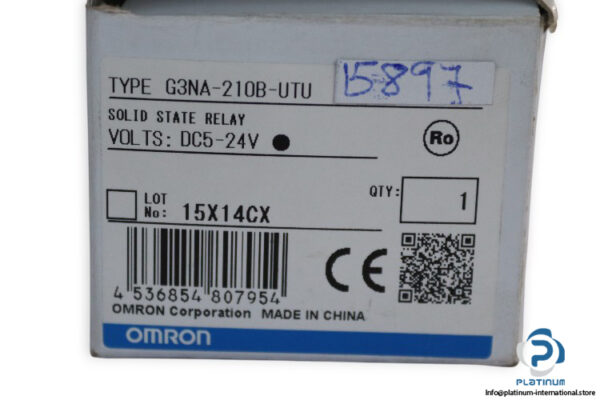 TYPE G3NA-210B-UTU
15897
SOLID STATE RELAY
VOLTS: DC5-24V ●
Ro
LOT
No: 15X14CX
QTY: 1
4 536854 807954
CE
OMRON Corporation MADE IN CHINA
OMRON
PLATINUM
Info@platinum-international.store